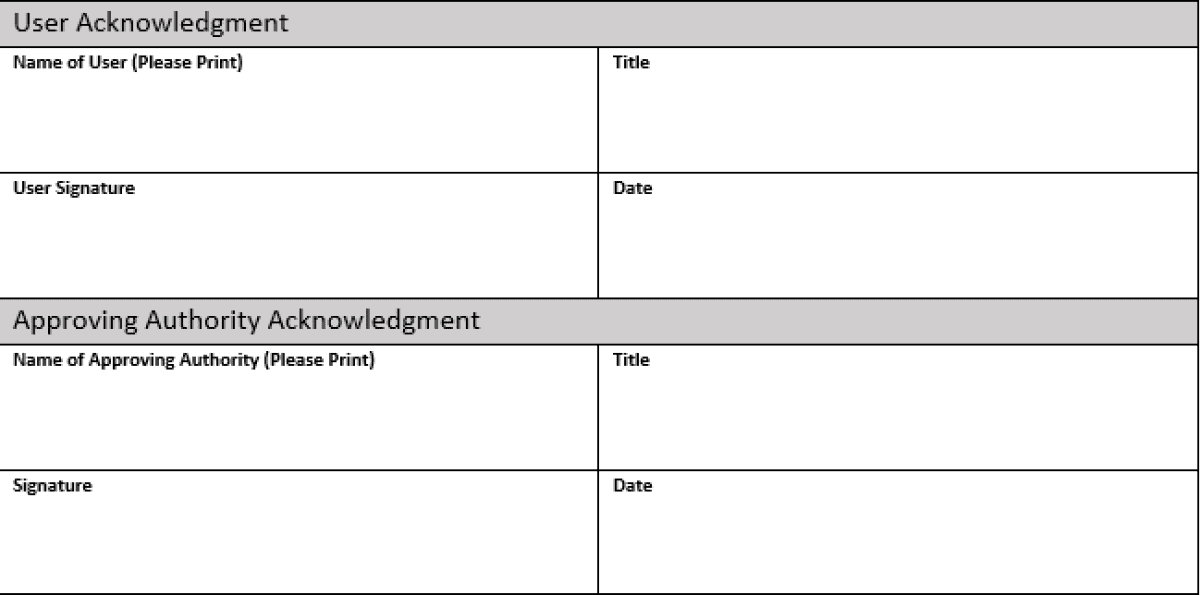 User Acknowledgment
Name of User (Please Print)
Title
User Signature
Date
Approving Authority Acknowledgment
Name of Approving Authority (Please Print)
Title
Signature
Date